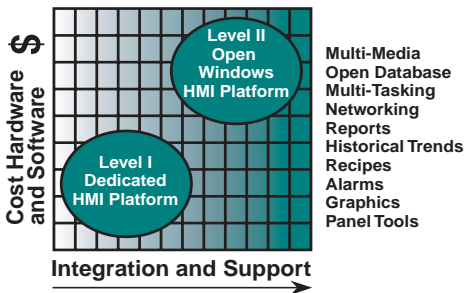 $
Cost Hardware
and Software
Level II
Open
Windows
HMI Platform
Level I
Dedicated
HMI Platform
Multi-Media
Open Database
Multi-Tasking
Networking
Reports
Historical Trends
Recipes
Alarms
Graphics
Panel Tools
Integration and Support